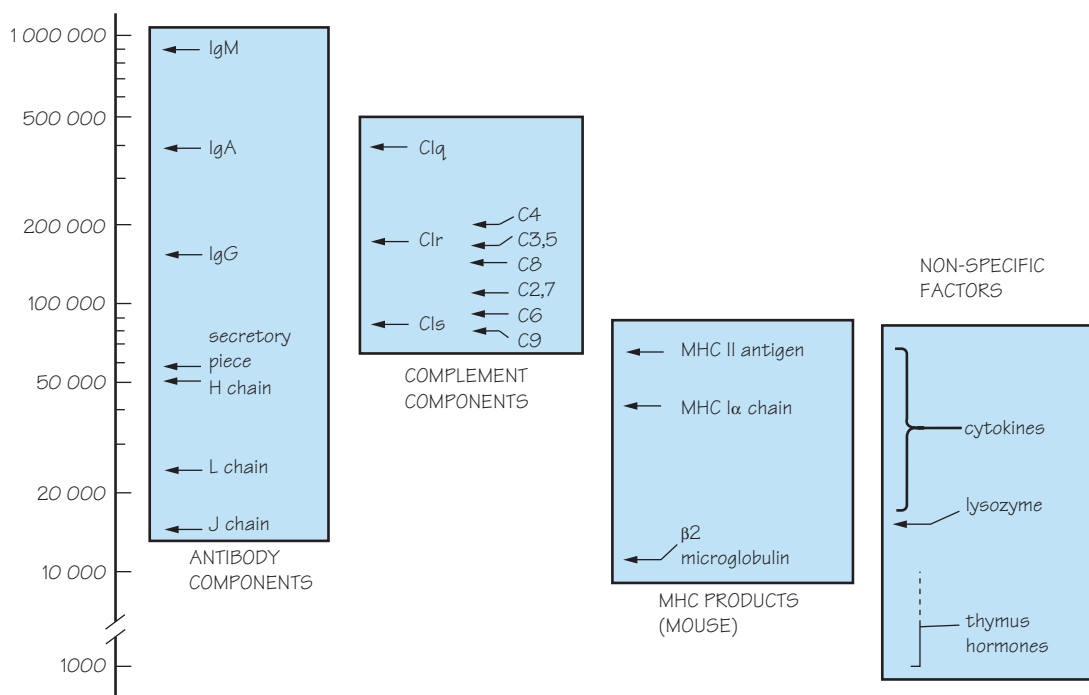 1 000 000
500 000
200 000
100 000
50 000
20 000
10 000
1000
IgM
IgA
IgG
secretory
piece
H chain
L chain
J chain
ANTIBODY
COMPONENTS
Clq
Clr
Cls
C4
C3,5
C8
C2,7
C6
C9
COMPLEMENT
COMPONENTS
MHC II antigen
MHC Iα chain
β2
microglobulin
MHC PRODUCTS
(MOUSE)
NON-SPECIFIC
FACTORS
cytokines
lysozyme
thymus
hormones